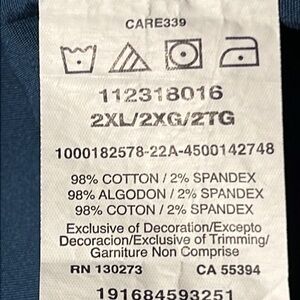 CARE339
112318016
2XL/2XG/2TG
1000182578-22A-4500142748
98% COTTON / 2% SPANDEX
98% ALGODON / 2% SPANDEX
98% COTON / 2% SPANDEX
Exclusive of Decoration/Excepto
Decoracion/Exclusive of Trimming/
Garniture Non Comprise
RN 130273 CA 55394
191684593251